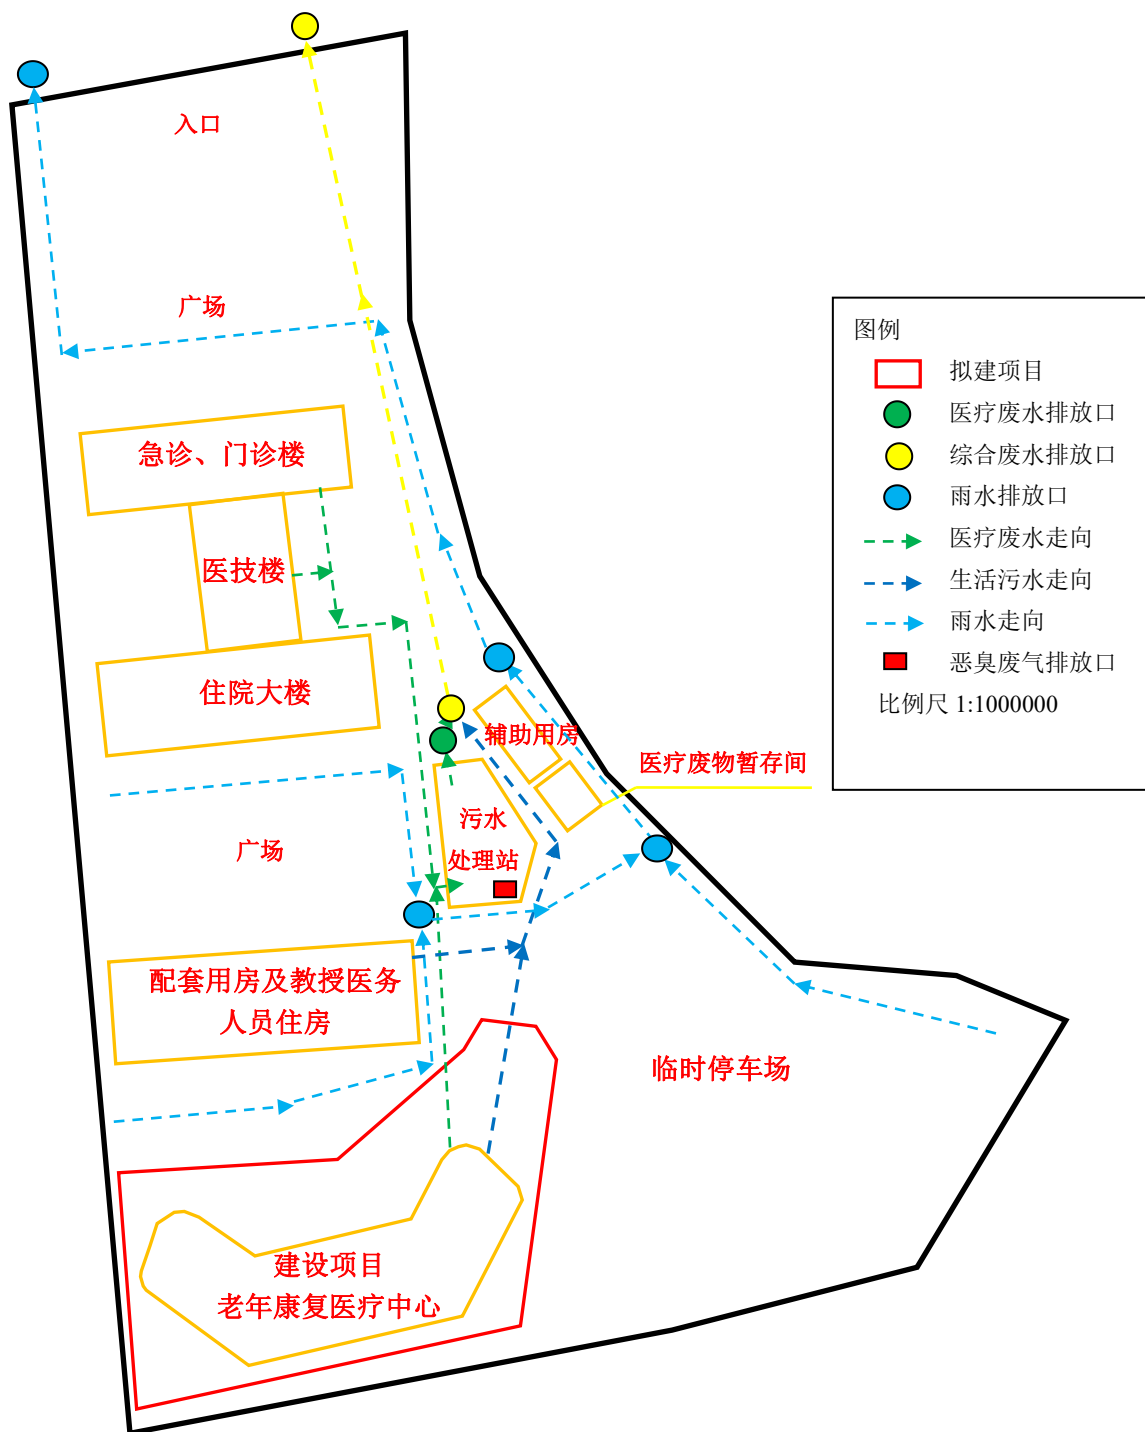 入口
广场
急诊、门诊楼
医技楼
住院大楼
辅助用房
医疗废物暂存间
污水
处理站
广场
配套用房及教授医务
人员住房
临时停车场
建设项目
老年康复医疗中心
图例
拟建项目
医疗废水排放口
综合废水排放口
雨水排放口
医疗废水走向
生活污水走向
雨水走向
恶臭废气排放口
比例尺 1:1000000